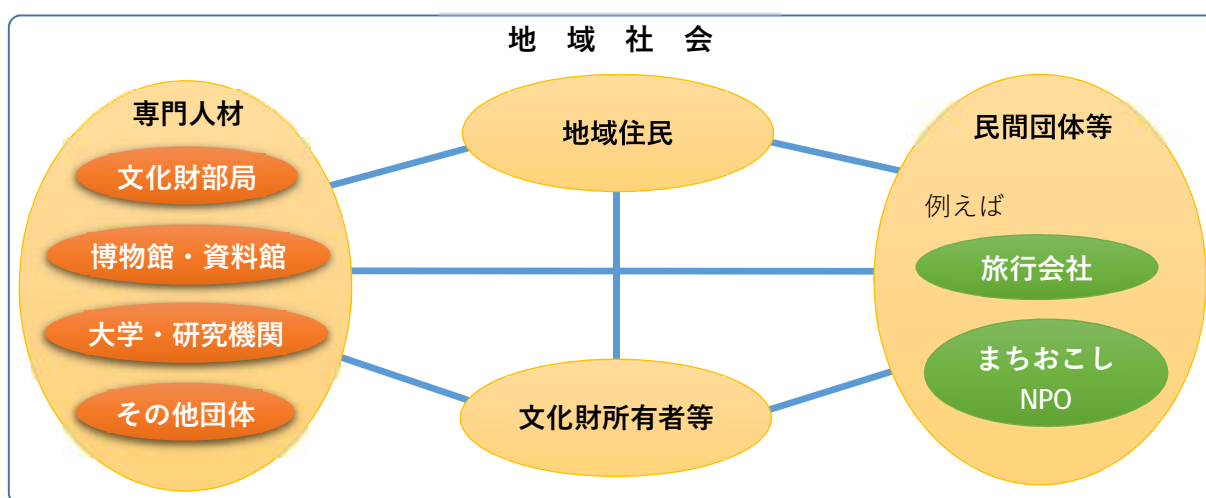 地域社会
専門人材
文化財部局
博物館・資料館
大学・研究機関
その他団体
地域住民
文化財所有者等
民間団体等
例えば
旅行会社
まちおこし
NPO